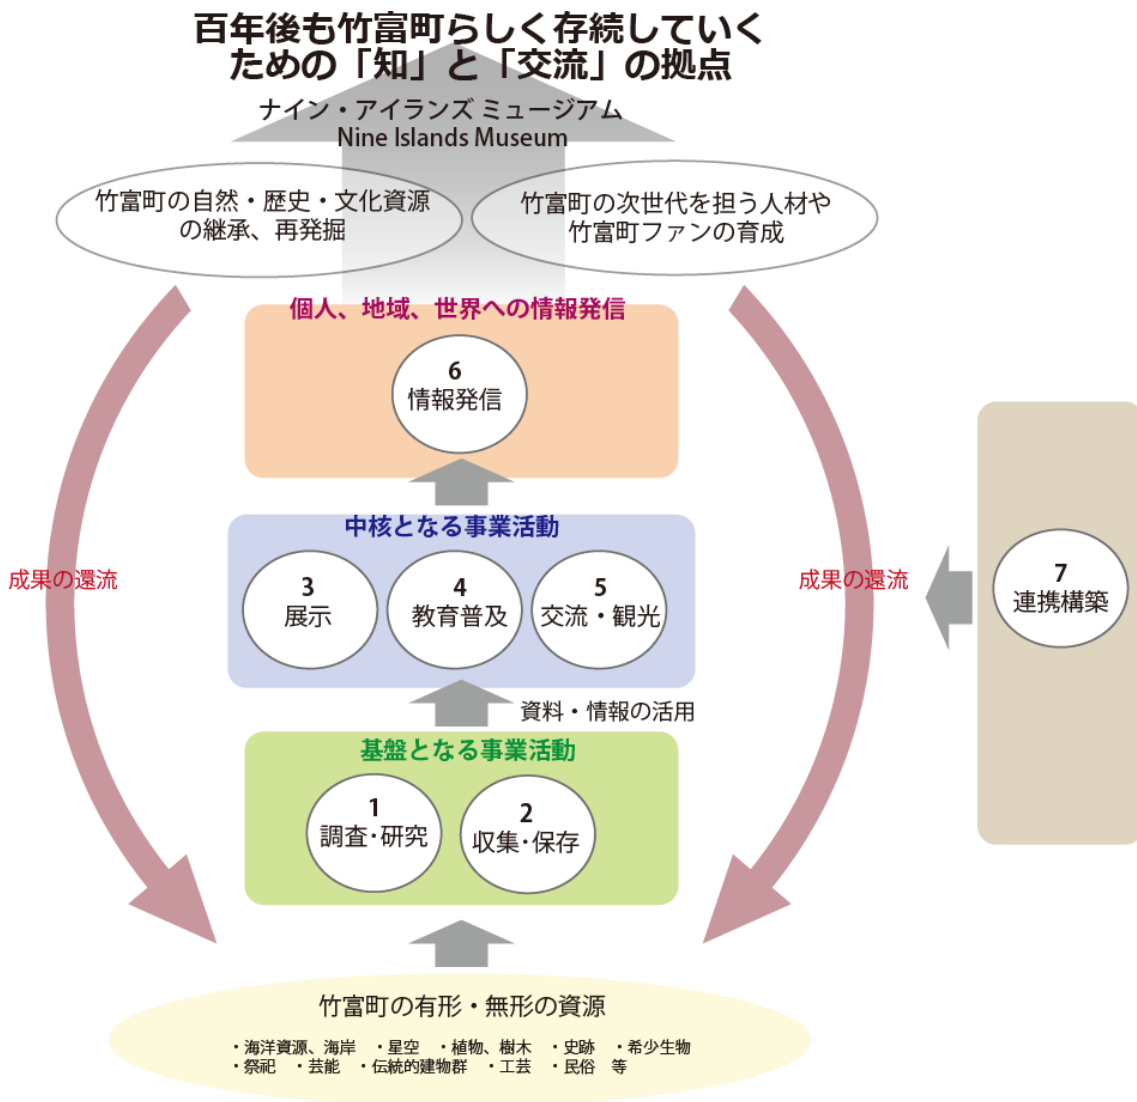 百年後も竹富町らしく存続していく
ための「知」と「交流」の拠点
ナイン・アイランズ ミュージアム
Nine Islands Museum
竹富町の自然・歴史・文化資源
の継承、再発掘
竹富町の次世代を担う人材や
竹富町ファンの育成
個人、地域、世界への情報発信
6
情報発信
中核となる事業活動
3
展示
4
教育普及
5
交流・観光
成果の還流
成果の還流
7
連携構築
資料・情報の活用
基盤となる事業活動
1
調査・研究
2
収集・保存
竹富町の有形・無形の資源
・海洋資源、海岸 ・星空 ・植物、樹木 ・史跡 ・希少生物
・祭祀 ・芸能 ・伝統的建物群 ・工芸 ・民俗 等